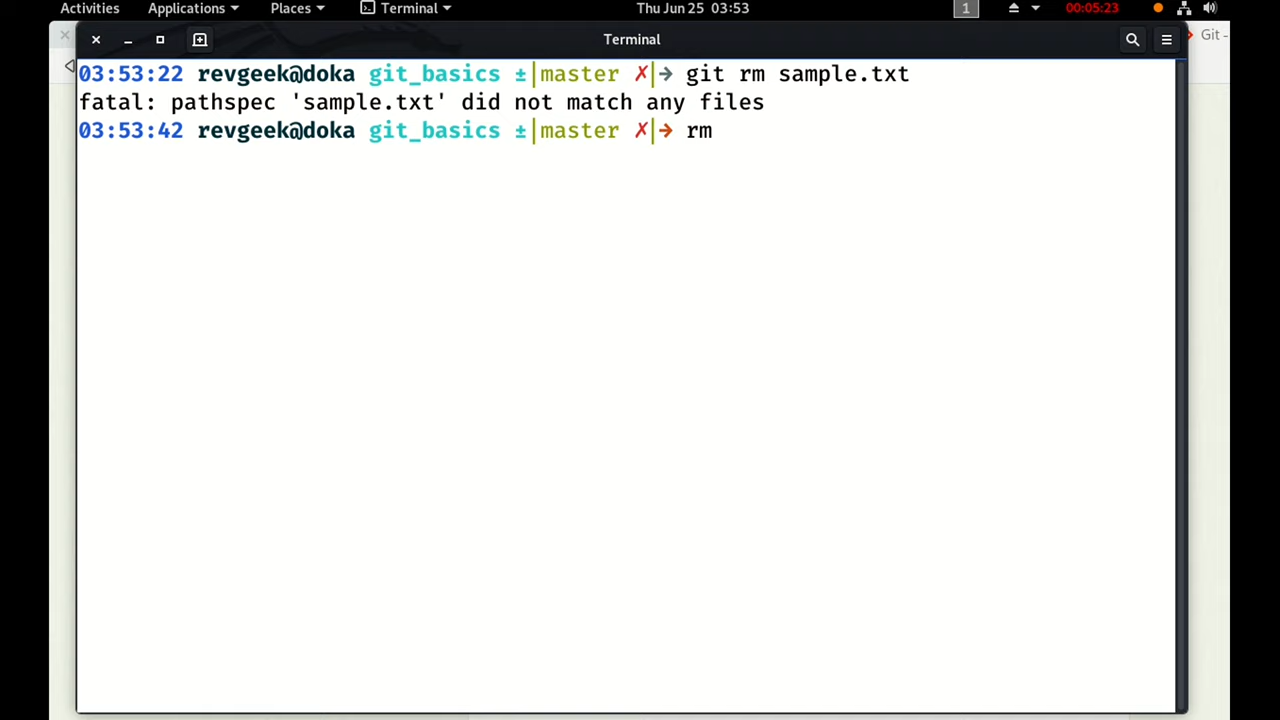 Activities Applications Places Terminal Thu Jun 25 03:53 1 00:05:23
Terminal
Git -
03:53:22 revgeek@doka git_basics ±|master ✗|→ git rm sample.txt
fatal: pathspec 'sample.txt' did not match any files
03:53:42 revgeek@doka git_basics ±|master ✗|→ rm